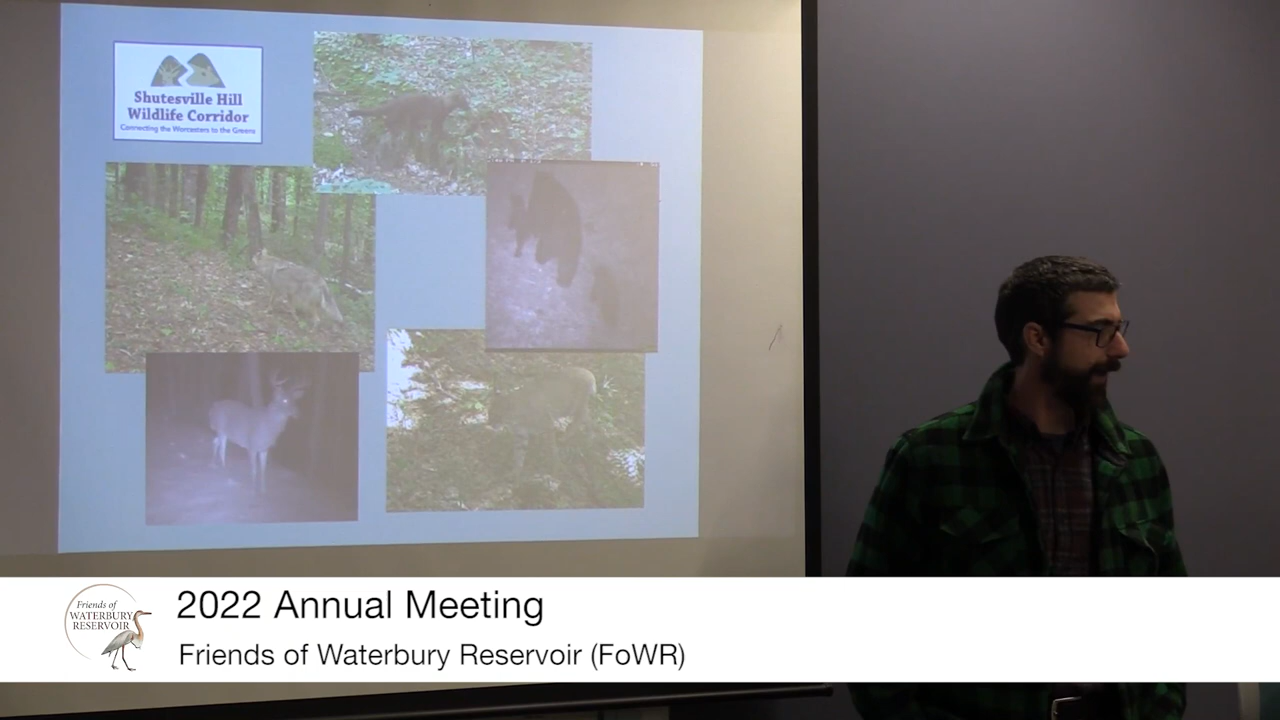 Shutesville Hill
Wildlife Corridor
Connecting the Worcesters to the Greens
Friends of
WATERBURY
RESERVOIR
2022 Annual Meeting
Friends of Waterbury Reservoir (FoWR)